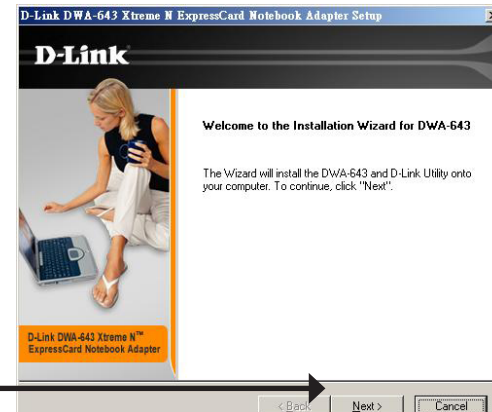 D-Link DWA-643 Xtreme N ExpressCard Notebook Adapter Setup
D-Link
Welcome to the Installation Wizard for DWA-643
The Wizard will install the DWA-643 and D-Link Utility onto
your computer. To continue, click "Next".
D-Link DWA-643 Xtreme N™
ExpressCard Notebook Adapter
< Back
Next >
Cancel